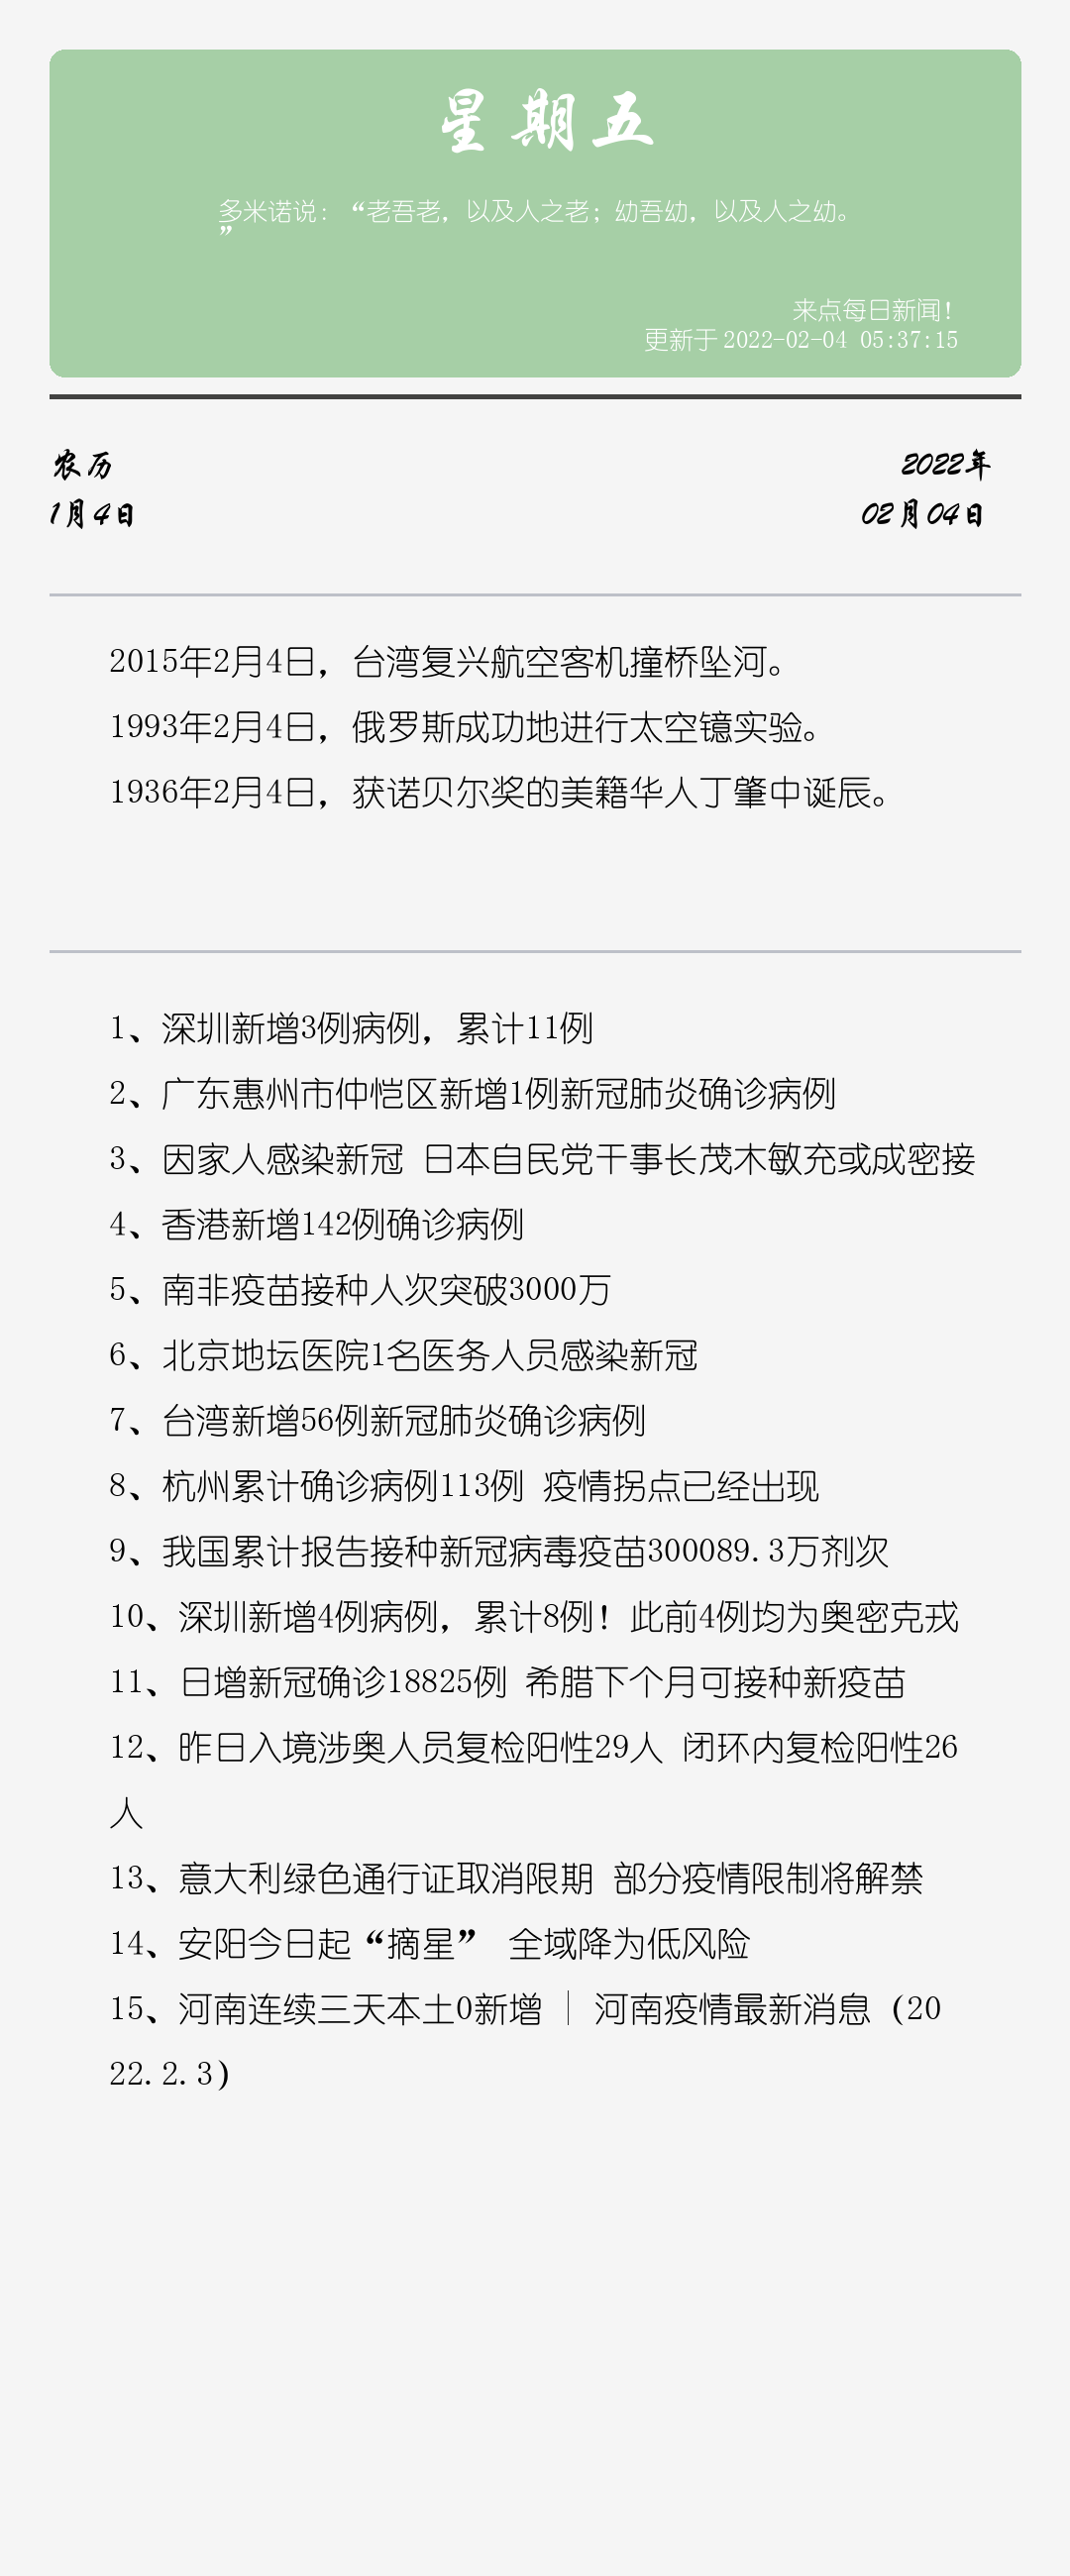 星期五
多米诺说：“老吾老，以及人之老；幼吾幼，以及人之幼。
”
来点每日新闻！
更新于 2022-02-04 05:37:15
农历
2022年
1月4日
02月04日
2015年2月4日，台湾复兴航空客机撞桥坠河。
1993年2月4日，俄罗斯成功地进行太空镜实验。
1936年2月4日，获诺贝尔奖的美籍华人丁肇中诞辰。
1、深圳新增3例病例，累计11例
2、广东惠州市仲恺区新增1例新冠肺炎确诊病例
3、因家人感染新冠 日本自民党干事长茂木敏充或成密接
4、香港新增142例确诊病例
5、南非疫苗接种人次突破3000万
6、北京地坛医院1名医务人员感染新冠
7、台湾新增56例新冠肺炎确诊病例
8、杭州累计确诊病例113例 疫情拐点已经出现
9、我国累计报告接种新冠病毒疫苗300089.3万剂次
10、深圳新增4例病例，累计8例！此前4例均为奥密克戎
11、日增新冠确诊18825例 希腊下个月可接种新疫苗
12、昨日入境涉奥人员复检阳性29人 闭环内复检阳性26
人
13、意大利绿色通行证取消限期 部分疫情限制将解禁
14、安阳今日起“摘星” 全域降为低风险
15、河南连续三天本土0新增 | 河南疫情最新消息（20
22.2.3）